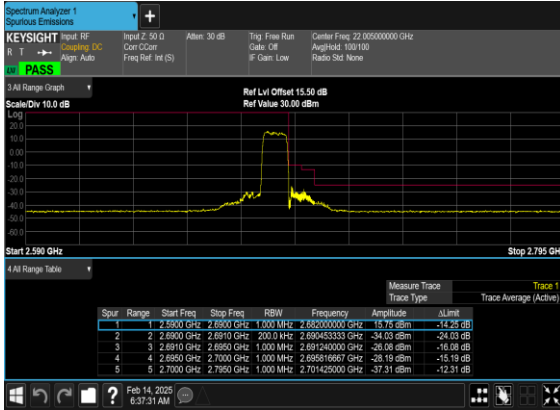 Spectrum Analyzer 1
Spurious Emissions
+
KEYSIGHT
R T
PASS
Input: RF
Coupling: DC
Align: Auto
Input Z: 50 Ω
Corr CCorr
Freq Ref: Int (S)
Atten: 30 dB
Trig: Free Run
Gate: Off
IF Gain: Low
Center Freq: 22.005000000 GHz
Avg|Hold: 100/100
Radio Std: None
3 All Range Graph
Scale/Div 10.0 dB
Ref Lvl Offset 15.50 dB
Ref Value 30.00 dBm
Log
20.0
10.0
0.00
-10.0
-20.0
-30.0
-40.0
-50.0
-60.0
Start 2.590 GHz
Stop 2.795 GH
4 All Range Table
Measure Trace Trace 1
Trace Type Trace Average (Active)
Spur Range Start Freq Stop Freq RBW Frequency Amplitude ΔLimit
1 1 2.5900 GHz 2.6900 GHz 1.000 MHz 2.682000000 GHz 15.75 dBm -14.25 dB
2 2 2.6900 GHz 2.6910 GHz 200.0 kHz 2.690453333 GHz -34.03 dBm -24.03 dB
3 3 2.6910 GHz 2.6950 GHz 1.000 MHz 2.691240000 GHz -26.08 dBm -16.08 dB
4 4 2.6950 GHz 2.7000 GHz 1.000 MHz 2.695816667 GHz -28.19 dBm -15.19 dB
5 5 2.7000 GHz 2.7950 GHz 1.000 MHz 2.701425000 GHz -37.31 dBm -12.31 dB
?
Feb 14, 2025
6:37:31 AM